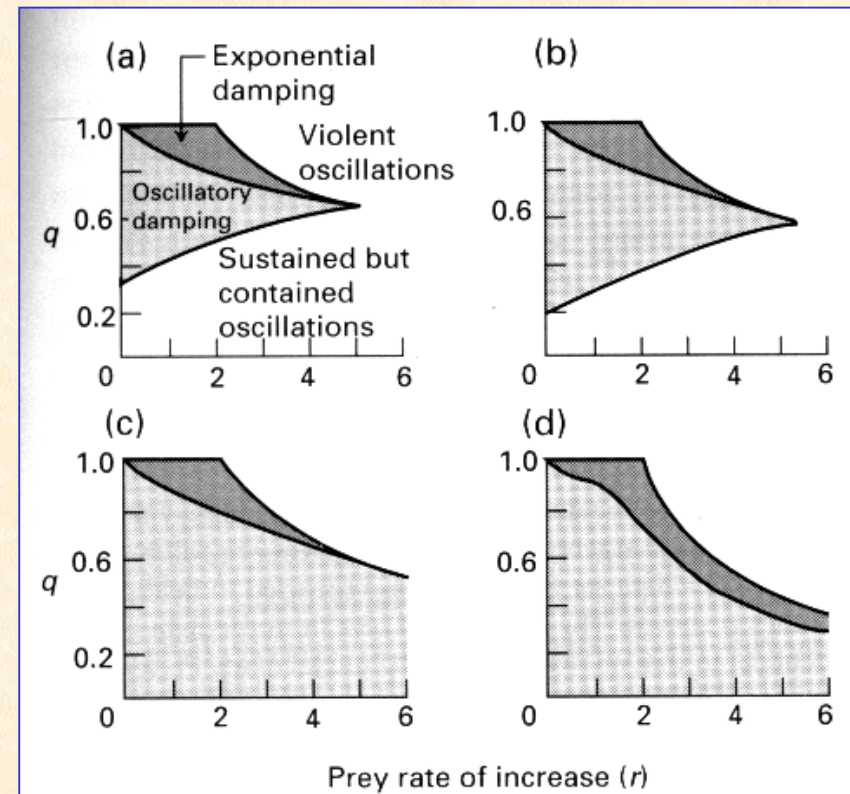 (a)
Exponential
damping
(b)
1.0
Violent
oscillations
Oscillatory
damping
0.6
q
Sustained but
contained
oscillations
0.2
0
2
4
6
1.0
0.6
0
2
4
6
(c)
(d)
1.0
0.6
q
0.2
0
2
4
6
1.0
0.6
0
2
4
6
Prey rate of increase (r)